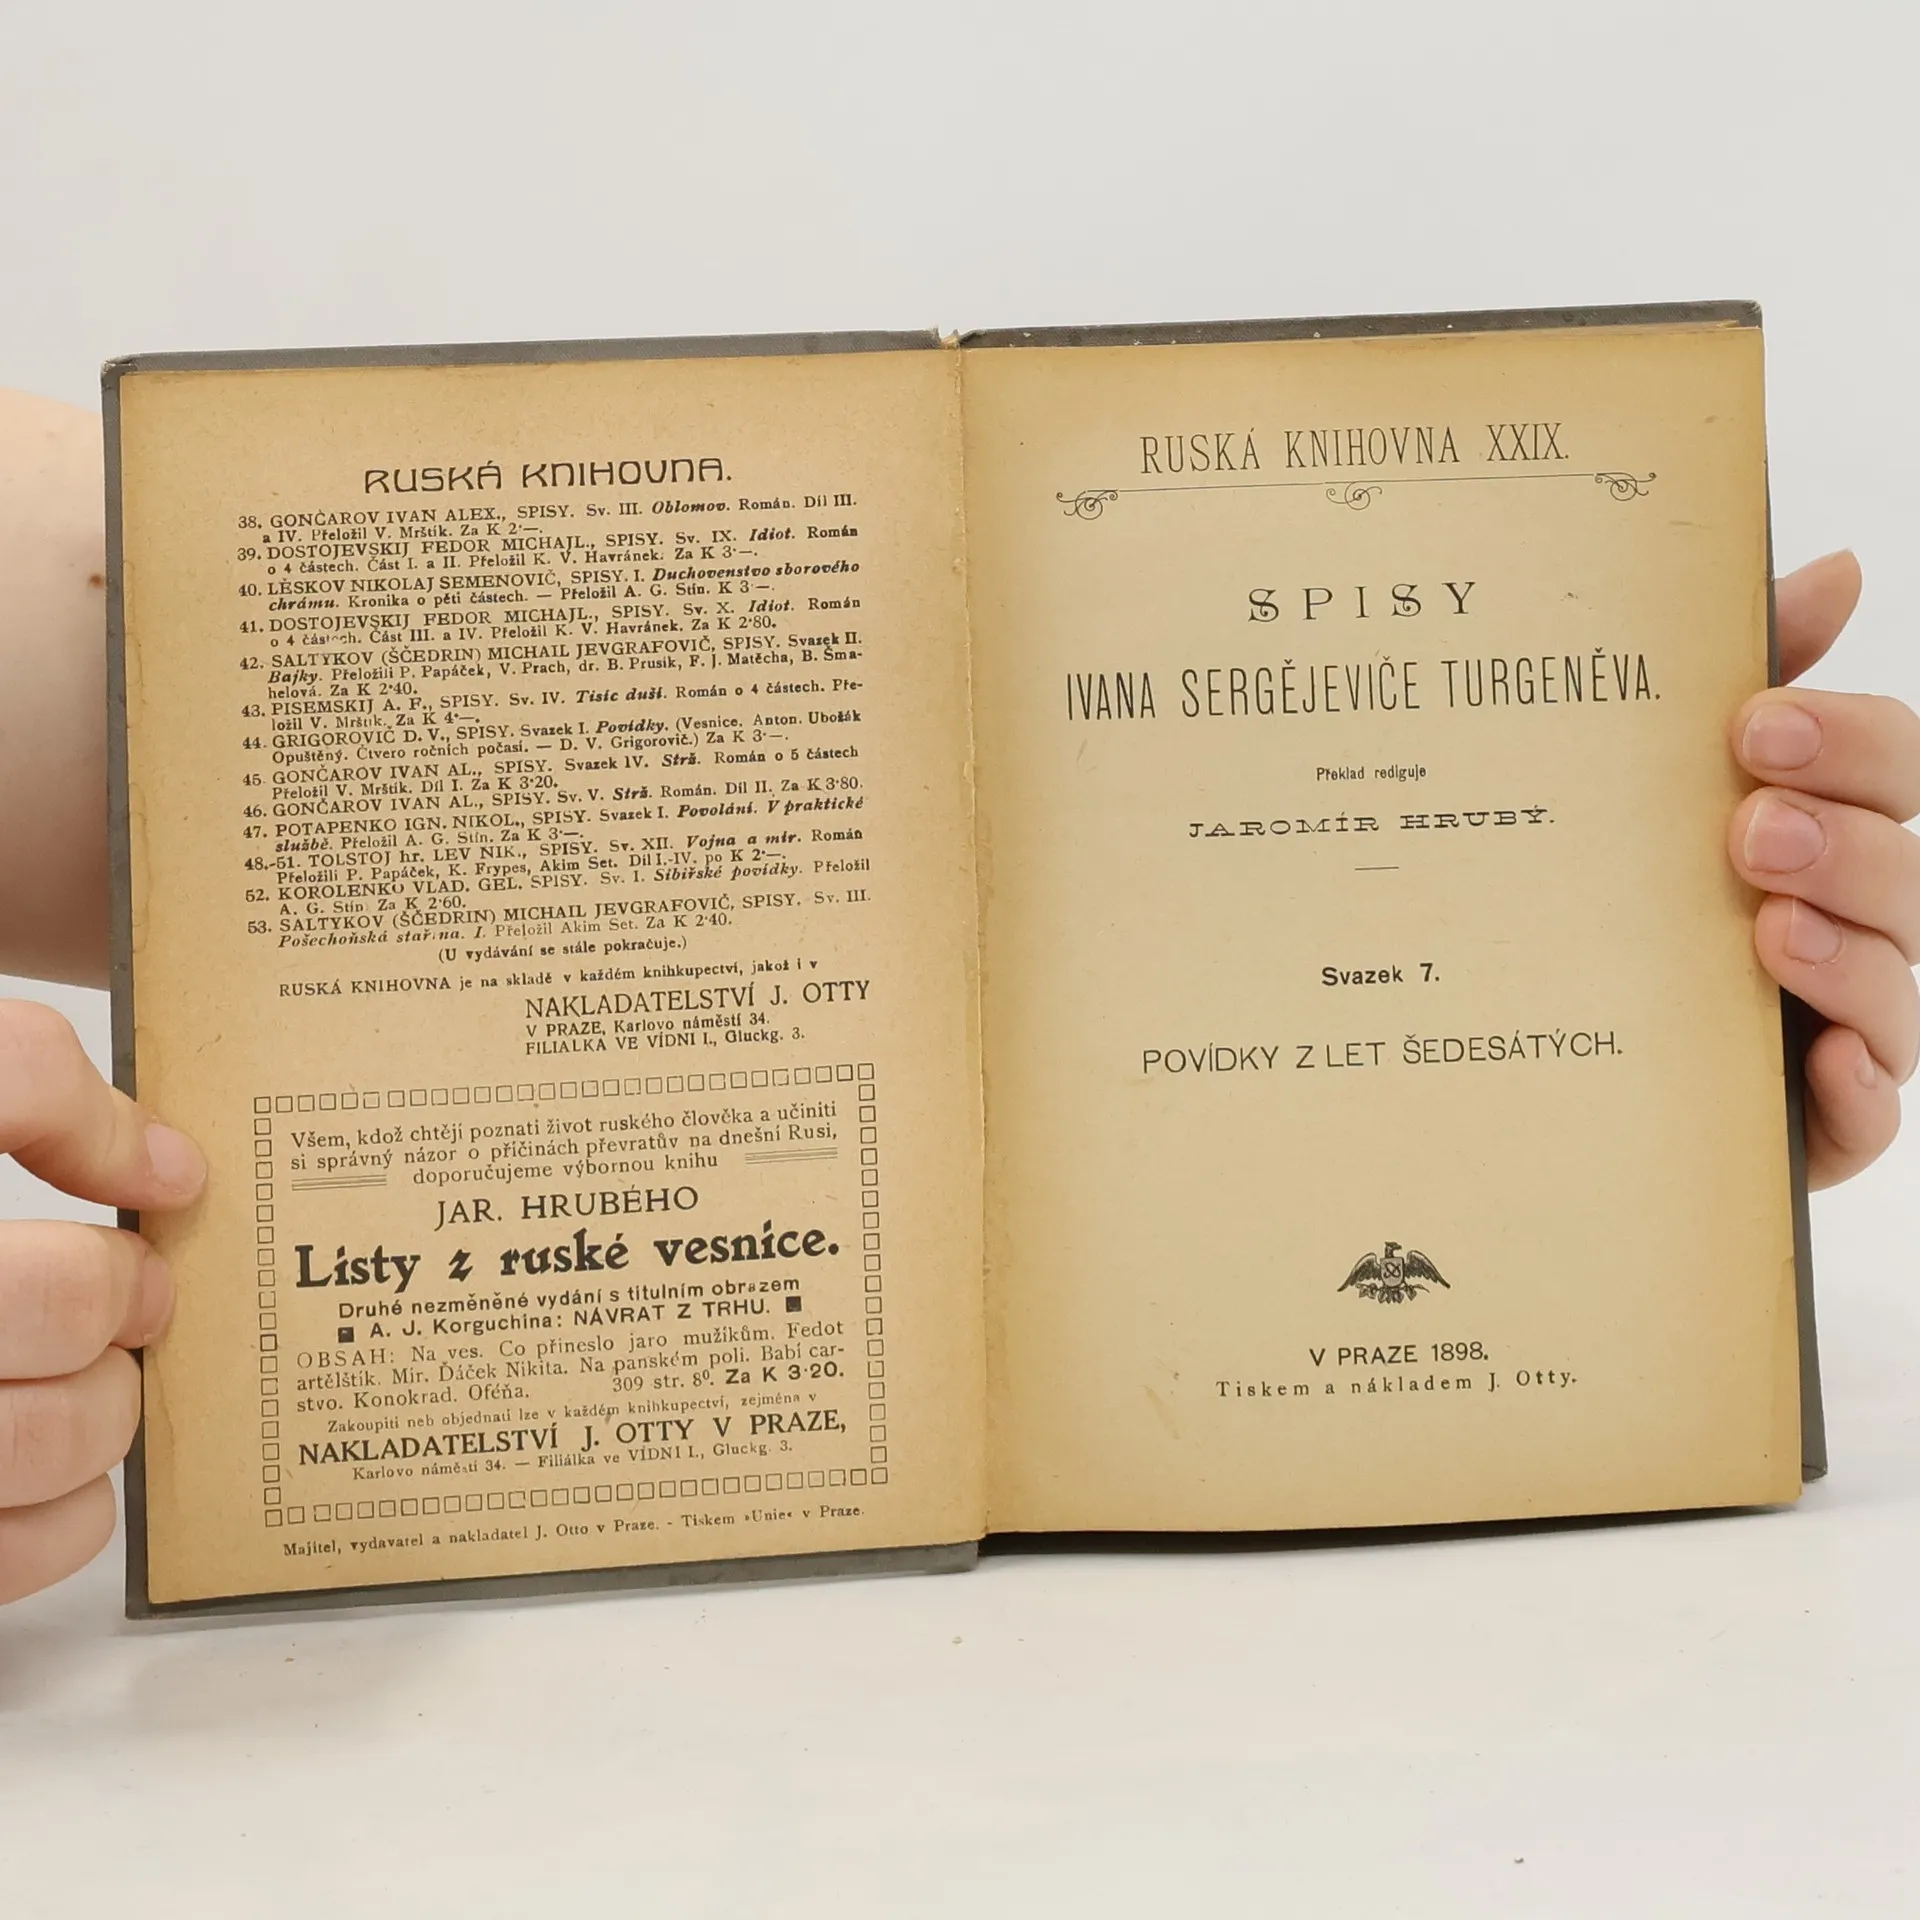 RUSKÁ KNIHOVNA.
38. GONČAROV IVAN ALEX., SPISY. Sv. III. Oblomov. Román. Díl III.
a IV. Přeložil V. Mrštík. Za K 2·—.
39. DOSTOJEVSKIJ FEDOR MICHAJL., SPISY. Sv. IX. Idiot. Román
o 4 částech. Část I. a II. Přeložil K. V. Havránek. Za K 3·—.
40. LĚSKOV NIKOLAJ SEMENOVIČ, SPISY. I. Duchovenstvo sborového
chrámu. Kronika o pěti částech. — Přeložil A. G. Stín. K 3·—.
41. DOSTOJEVSKIJ FEDOR MICHAJL., SPISY. Sv. X. Idiot. Román
o 4 částech. Část III. a IV. Přeložil K. V. Havránek. Za K 2·80.
42. SALTYKOV (ŠČEDRIN) MICHAIL JEVGRAFOVIČ, SPISY. Svazek II.
Bajky. Přeložili P. Papáček, V. Prach, dr. B. Prusík, F. J. Matěcha, B. Šma-
helová. Za K 2·40.
43. PISEMSKIJ A. F., SPISY. Sv. IV. Tisíc duší. Román o 4 částech. Pře-
ložil V. Mrštík. Za K 4·—.
44. GRIGOROVIČ D. V., SPISY. Svazek I. Povídky. (Vesnice. Anton. Ubožák
Opuštěný. Čtvero ročních počasí. — D. V. Grigorovič.) Za K 3·—.
45. GONČAROV IVAN AL., SPISY. Svazek IV. Strž. Román o 5 částech
Přeložil V. Mrštík. Díl I. Za K 3·20.
46. GONČAROV IVAN AL., SPISY. Sv. V. Strž. Román. Díl II. Za K 3·80.
47. POTAPENKO IGN. NIKOL., SPISY. Svazek I. Povolání. V praktické
službě. Přeložil A. G. Stín. Za K 3·—.
48.-51. TOLSTOJ hr. LEV NIK., SPISY. Sv. XII. Vojna a mír. Román
Přeložili P. Papáček, K. Frypes, Akim Set. Díl I.-IV. po K 2·—.
52. KOROLENKO VLAD. GEL. SPISY. Sv. I. Sibiřské povídky. Přeložil
A. G. Stín. Za K 2·60.
53. SALTYKOV (ŠČEDRIN) MICHAIL JEVGRAFOVIČ, SPISY. Sv. III.
Pošechoňská stařina. I. Přeložil Akim Set. Za K 2·40.
(U vydávání se stále pokračuje.)
RUSKÁ KNIHOVNA je na skladě v každém knihkupectví, jakož i v
NAKLADATELSTVÍ J. OTTY
V PRAZE, Karlovo náměstí 34.
FILIALKA VE VÍDNI I., Gluckg. 3.
Všem, kdož chtějí poznati život ruského člověka a učiniti
si správný názor o příčinách převratův na dnešní Rusi,
doporučujeme výbornou knihu
JAR. HRUBÉHO
Listy z ruské vesnice.
Druhé nezměněné vydání s titulním obrazem
A. J. Korguchina: NÁVRAT Z TRHU.
OBSAH: Na ves. Co přineslo jaro mužíkům. Fedot
artělštík. Mír. Ďáček Nikita. Na panském poli. Babí car-
stvo. Konokrad. Oféňa. 309 str. 8⁰. Za K 3·20.
Zakoupiti neb objednati lze v každém knihkupectví, zejména v
NAKLADATELSTVÍ J. OTTY V PRAZE,
Karlovo náměstí 34. — Filiálka ve VÍDNI I., Gluckg. 3.
Majitel, vydavatel a nakladatel J. Otto v Praze. - Tiskem »Unie« v Praze.
RUSKÁ KNIHOVNA XXIX.
SPISY
IVANA SERGĚJEVIČE TURGENĚVA.
Překlad rediguje
JAROMÍR HRUBÝ.
Svazek 7.
POVÍDKY Z LET ŠEDESÁTÝCH.
V PRAZE 1898.
Tiskem a nákladem J. Otty.